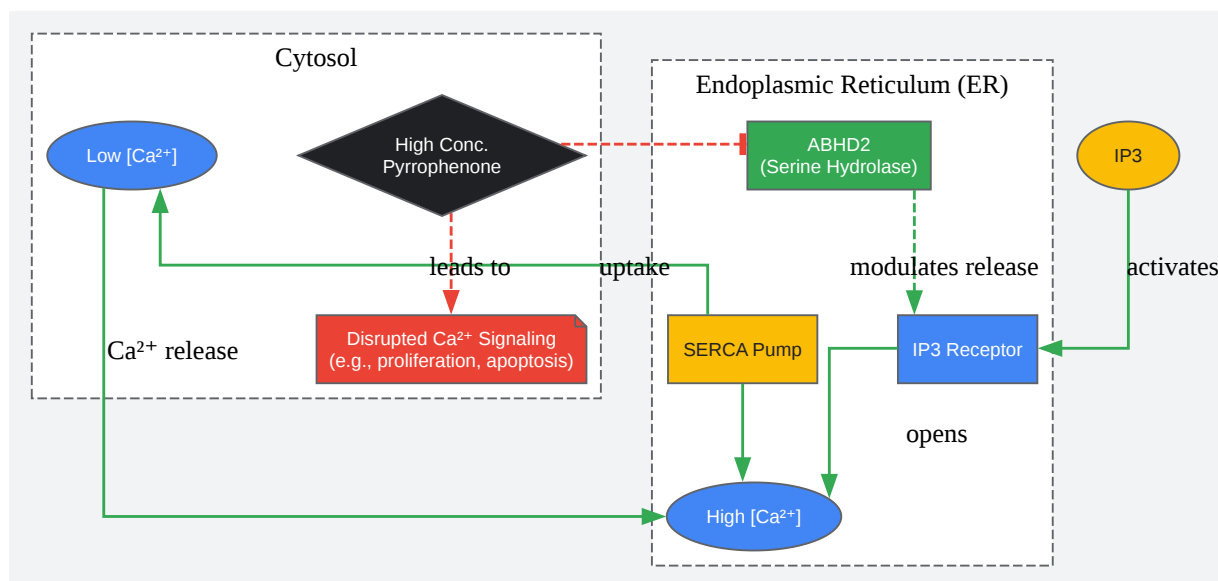 Cytosol
Endoplasmic Reticulum (ER)
Low [Ca²⁺]
High Conc.
Pyrrophenone
ABHD2
(Serine Hydrolase)
IP3
leads to
uptake
modulates release
activates
Ca²⁺ release
Disrupted Ca²⁺ Signaling
(e.g., proliferation, apoptosis)
SERCA Pump
IP3 Receptor
opens
High [Ca²⁺]